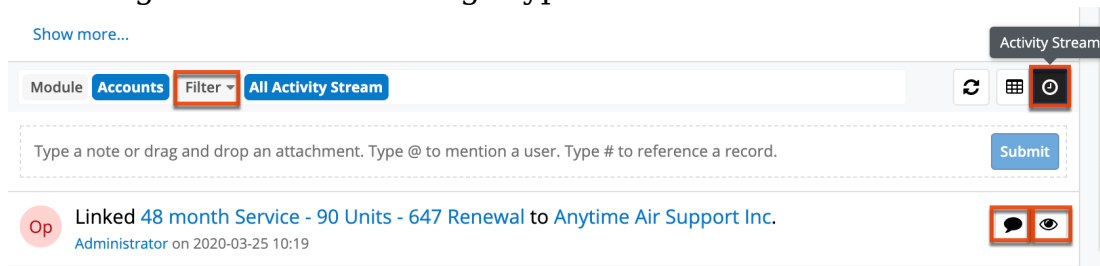 Show more...
Activity Stream
Module Accounts Filter All Activity Stream
Type a note or drag and drop an attachment. Type @ to mention a user. Type # to reference a record.
Submit
Op
Linked 48 month Service - 90 Units - 647 Renewal to Anytime Air Support Inc.
Administrator on 2020-03-25 10:19